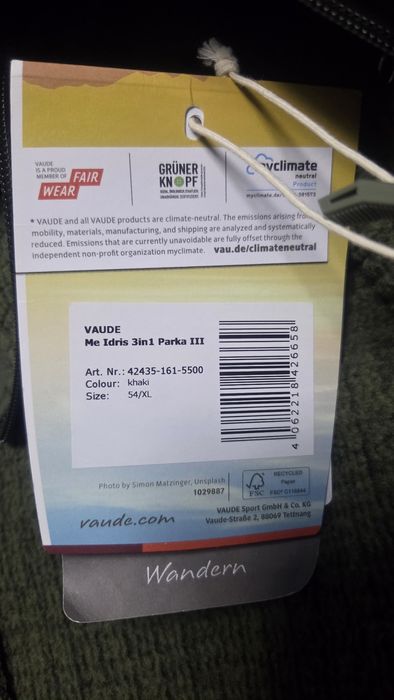 VAUDE
IS A PROUD
MEMBER OF
FAIR
WEAR
GRÜNER
KNOPF
myclimate
neutral
Product
* VAUDE and all VAUDE products are climate-neutral. The emissions arising from
mobility, materials, manufacturing, and shipping are analyzed and systematically
reduced. Emissions that are currently unavoidable are fully offset through the
independent non-profit organization myclimate. vau.de/climateneutral
VAUDE
Me Idris 3in1 Parka III
Art. Nr.: 42435-161-5500
Colour: khaki
Size: 54/XL
4 062218 426658
Photo by Simon Matzinger, Unsplash
1029887
FSC
RECYCLED
Paper
vaude.com
VAUDE Sport GmbH & Co. KG
Vaude-Straße 2, 88069 Tettnang
Wandern